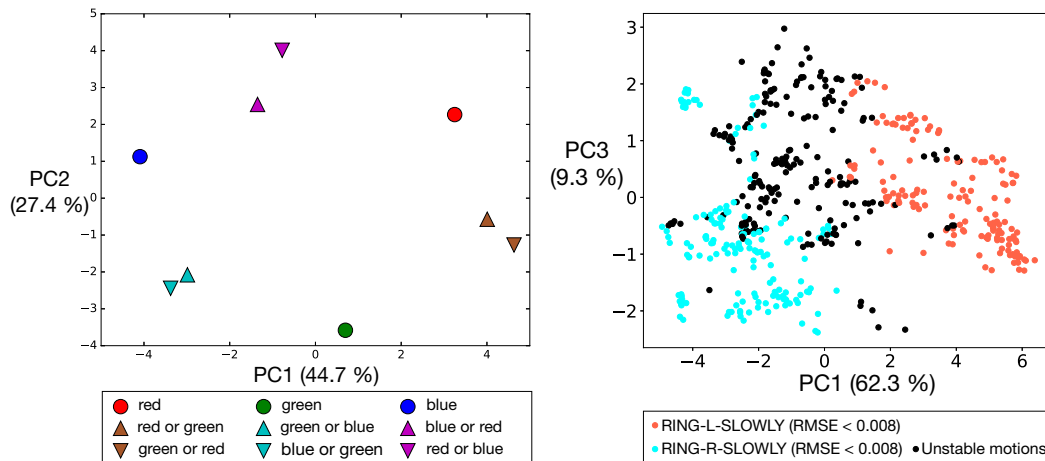 5
4
3
2
1
0
−1
−2
−3
−4
PC2
(27.4 %)
−4 −2 0 2 4
PC1 (44.7 %)
red green blue
red or green green or blue blue or red
green or red blue or green red or blue
3
2
1
0
−1
−2
PC3
(9.3 %)
−4 −2 0 2 4 6
PC1 (62.3 %)
RING-L-SLOWLY (RMSE < 0.008)
RING-R-SLOWLY (RMSE < 0.008) Unstable motions